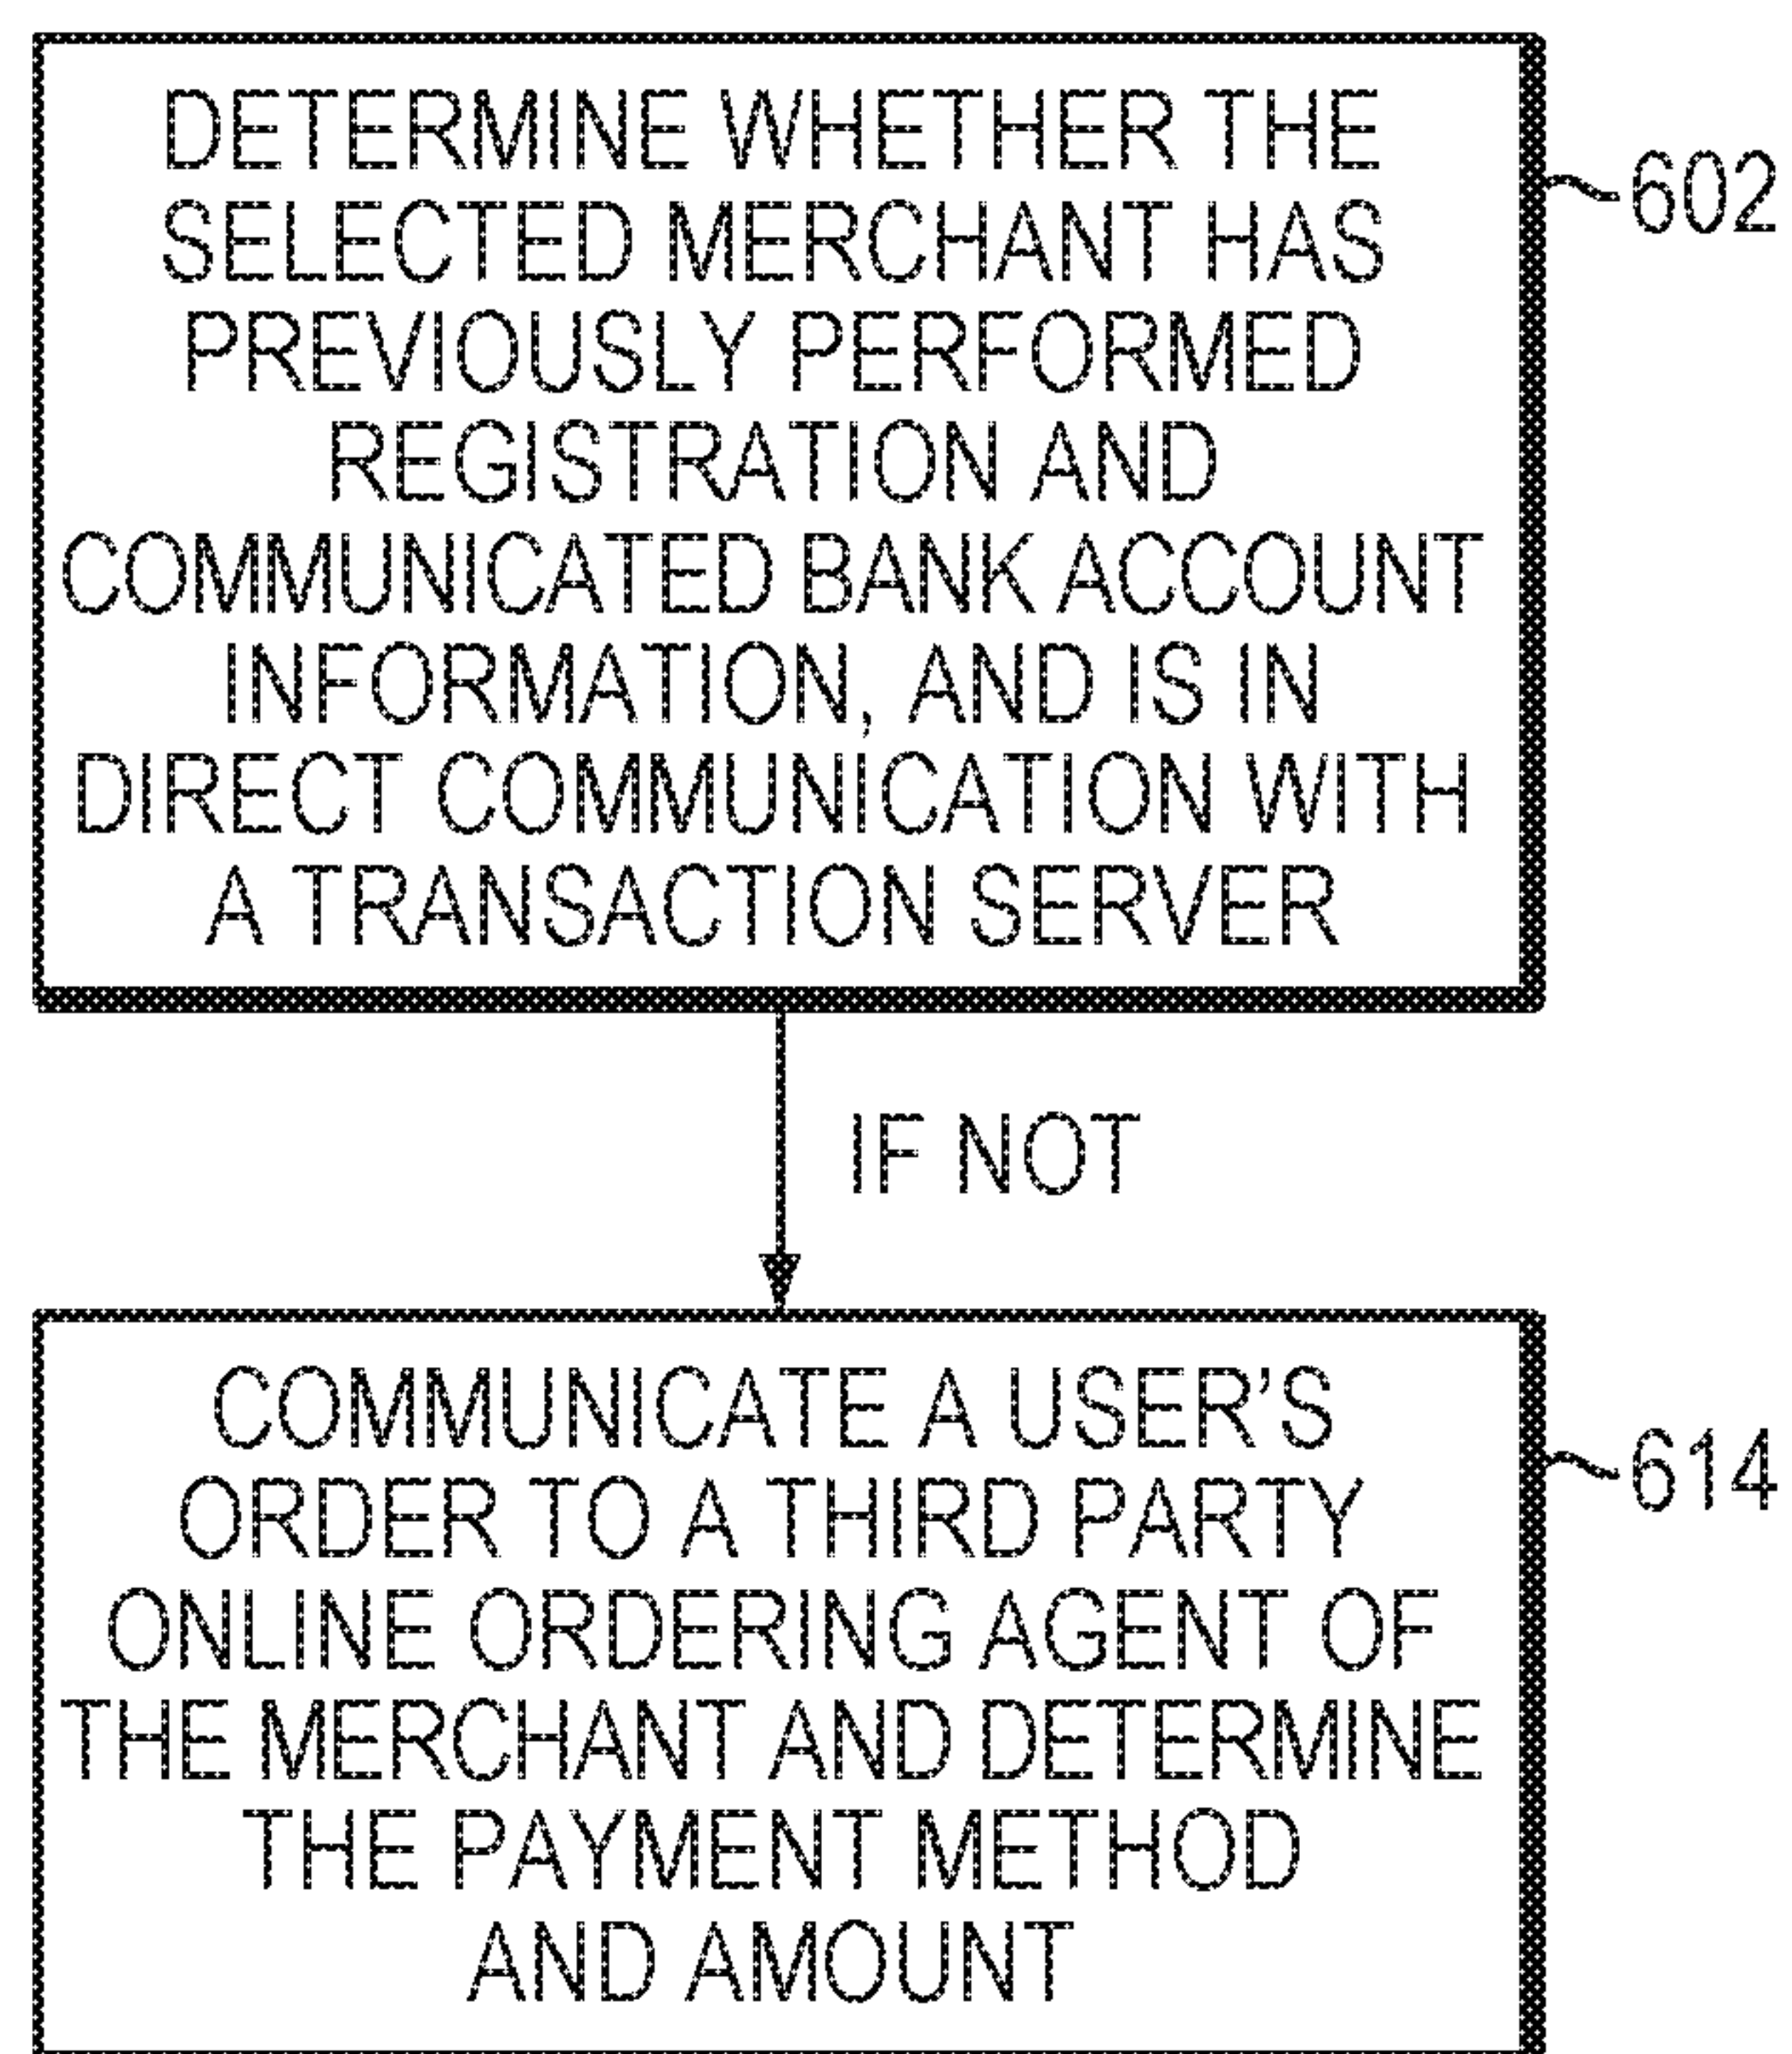 DETERMINE WHETHER THE
SELECTED MERCHANT HAS
PREVIOUSLY PERFORMED
REGISTRATION AND
COMMUNICATED BANK ACCOUNT
INFORMATION, AND IS IN
DIRECT COMMUNICATION WITH
A TRANSACTION SERVER
602
IF NOT
COMMUNICATE A USER'S
ORDER TO A THIRD PARTY
ONLINE ORDERING AGENT OF
THE MERCHANT AND DETERMINE
THE PAYMENT METHOD
AND AMOUNT
614